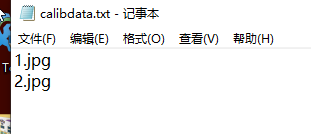 calibdata.txt - 记事本
文件(F) 编辑(E) 格式(O) 查看(V) 帮助(H)
1.jpg
2.jpg